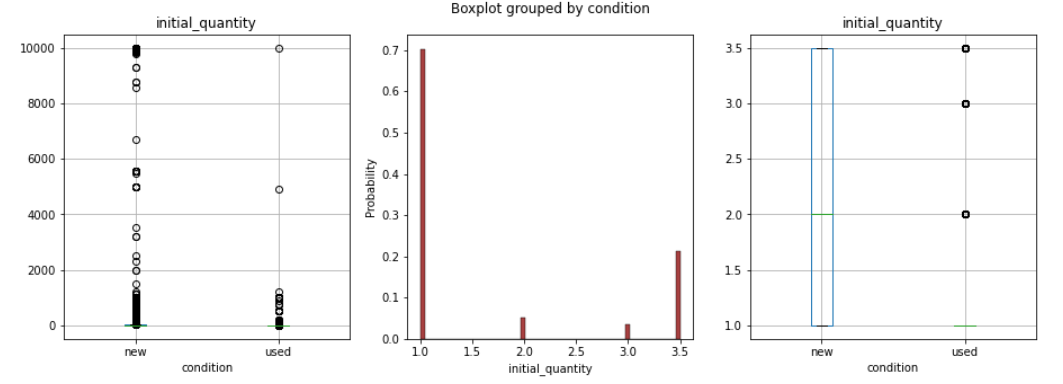 Boxplot grouped by condition
initial_quantity
10000
8000
6000
4000
2000
0
new used
condition
Probability
0.7
0.6
0.5
0.4
0.3
0.2
0.1
0.0
1.0 1.5 2.0 2.5 3.0 3.5
initial_quantity
initial_quantity
3.5
3.0
2.5
2.0
1.5
1.0
new used
condition